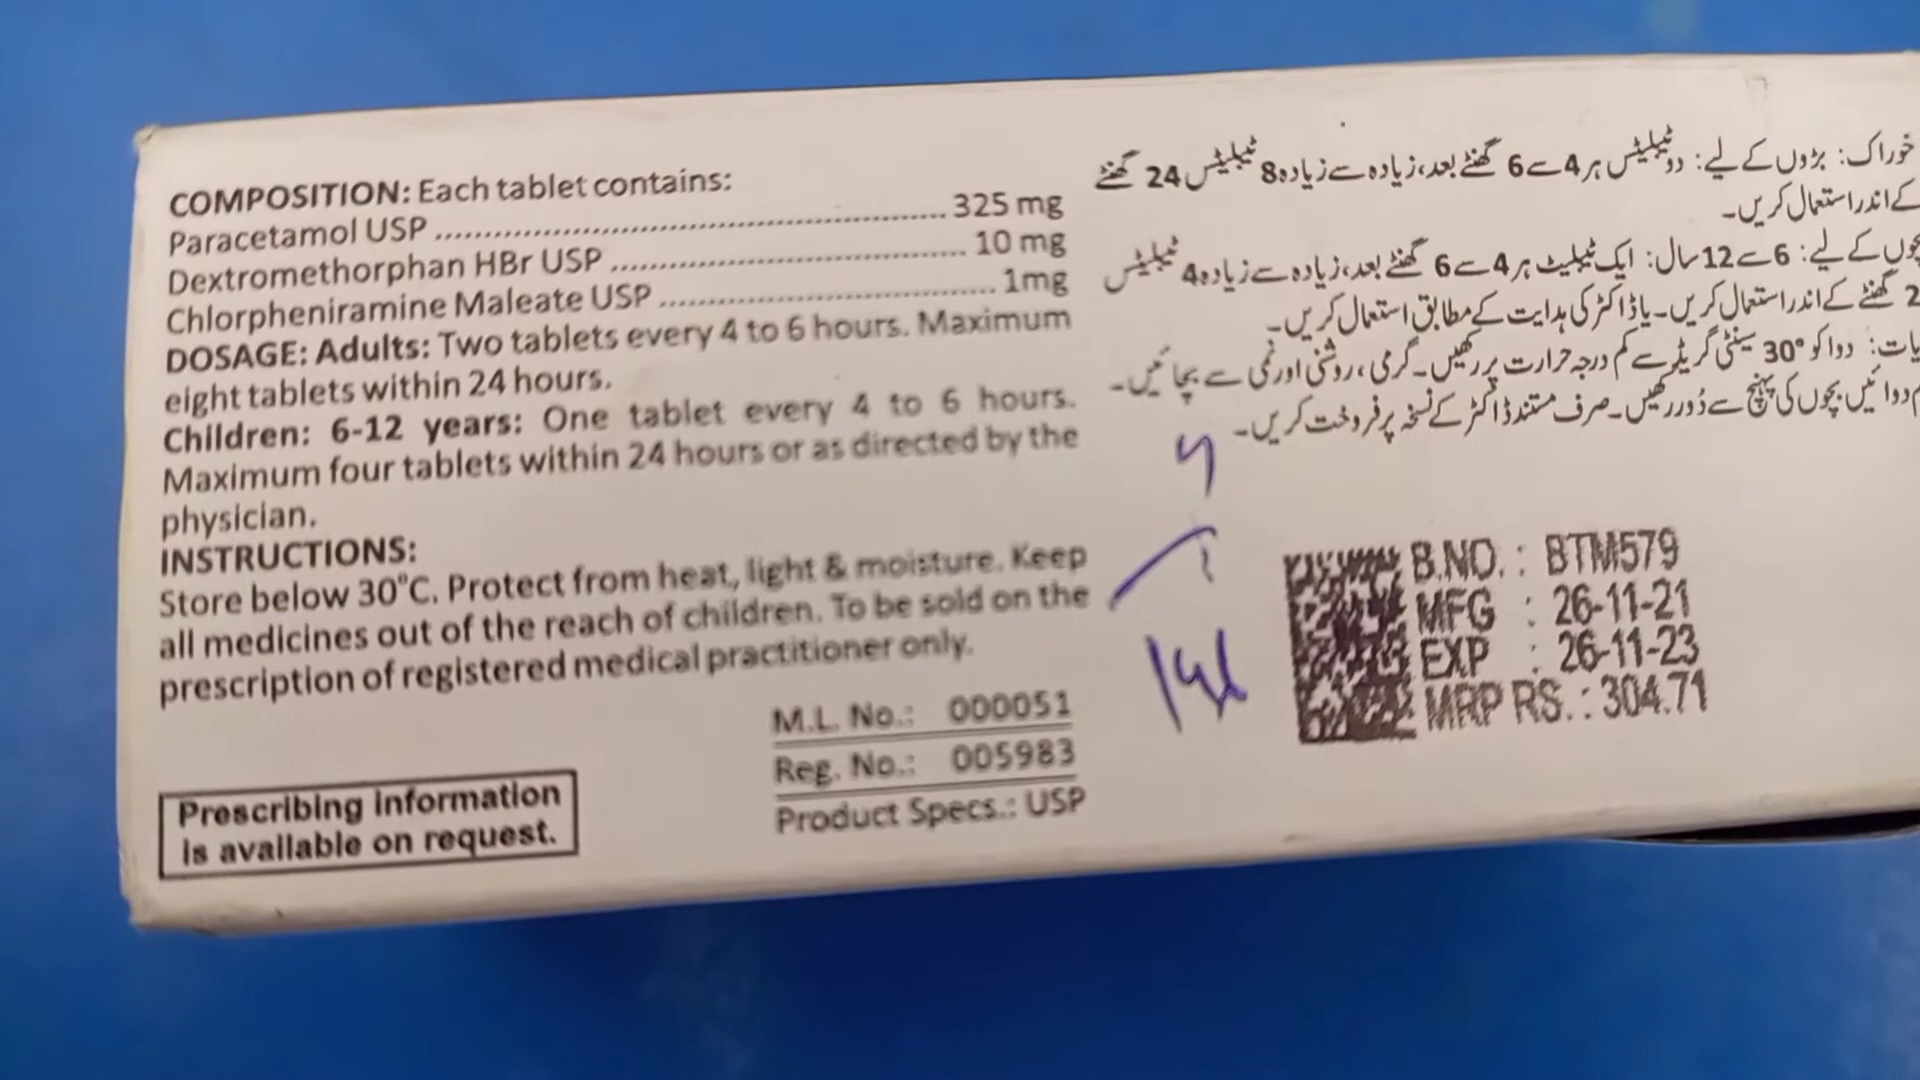 COMPOSITION: Each tablet contains:
Paracetamol USP ........................................................ 325 mg
Dextromethorphan HBr USP ....................................... 10 mg
Chlorpheniramine Maleate USP ..................................... 1mg
DOSAGE: Adults: Two tablets every 4 to 6 hours. Maximum
eight tablets within 24 hours.
Children: 6-12 years: One tablet every 4 to 6 hours.
Maximum four tablets within 24 hours or as directed by the
physician.
INSTRUCTIONS:
Store below 30°C. Protect from heat, light & moisture. Keep
all medicines out of the reach of children. To be sold on the
prescription of registered medical practitioner only.
M.L. No.: 000051
Reg. No.: 005983
Product Specs.: USP
Prescribing information
is available on request.
خوراک: بڑوں کے لیے: دو ٹیبلیٹس ہر 4 سے 6 گھنٹے بعد، زیادہ سے زیادہ 8 ٹیبلیٹس 24 گھنٹے
کے اندر استعمال کریں۔
کے لیے: 6 سے 12 سال: ایک ٹیبلیٹ ہر 4 سے 6 گھنٹے بعد، زیادہ سے زیادہ 4 ٹیبلیٹس
گھنٹے کے اندر استعمال کریں۔ یا ڈاکٹر کی ہدایت کے مطابق استعمال کریں۔
دوا کو 30° سینٹی گریڈ سے کم درجہ حرارت پر رکھیں۔ گرمی، روشنی اور نمی سے بچائیں۔
دوائیں بچوں کی پہنچ سے دُور رکھیں۔ صرف مستند ڈاکٹر کے نسخہ پر فروخت کریں۔
B.NO. : BTM579
MFG : 26-11-21
EXP : 26-11-23
MRP RS. : 304.71